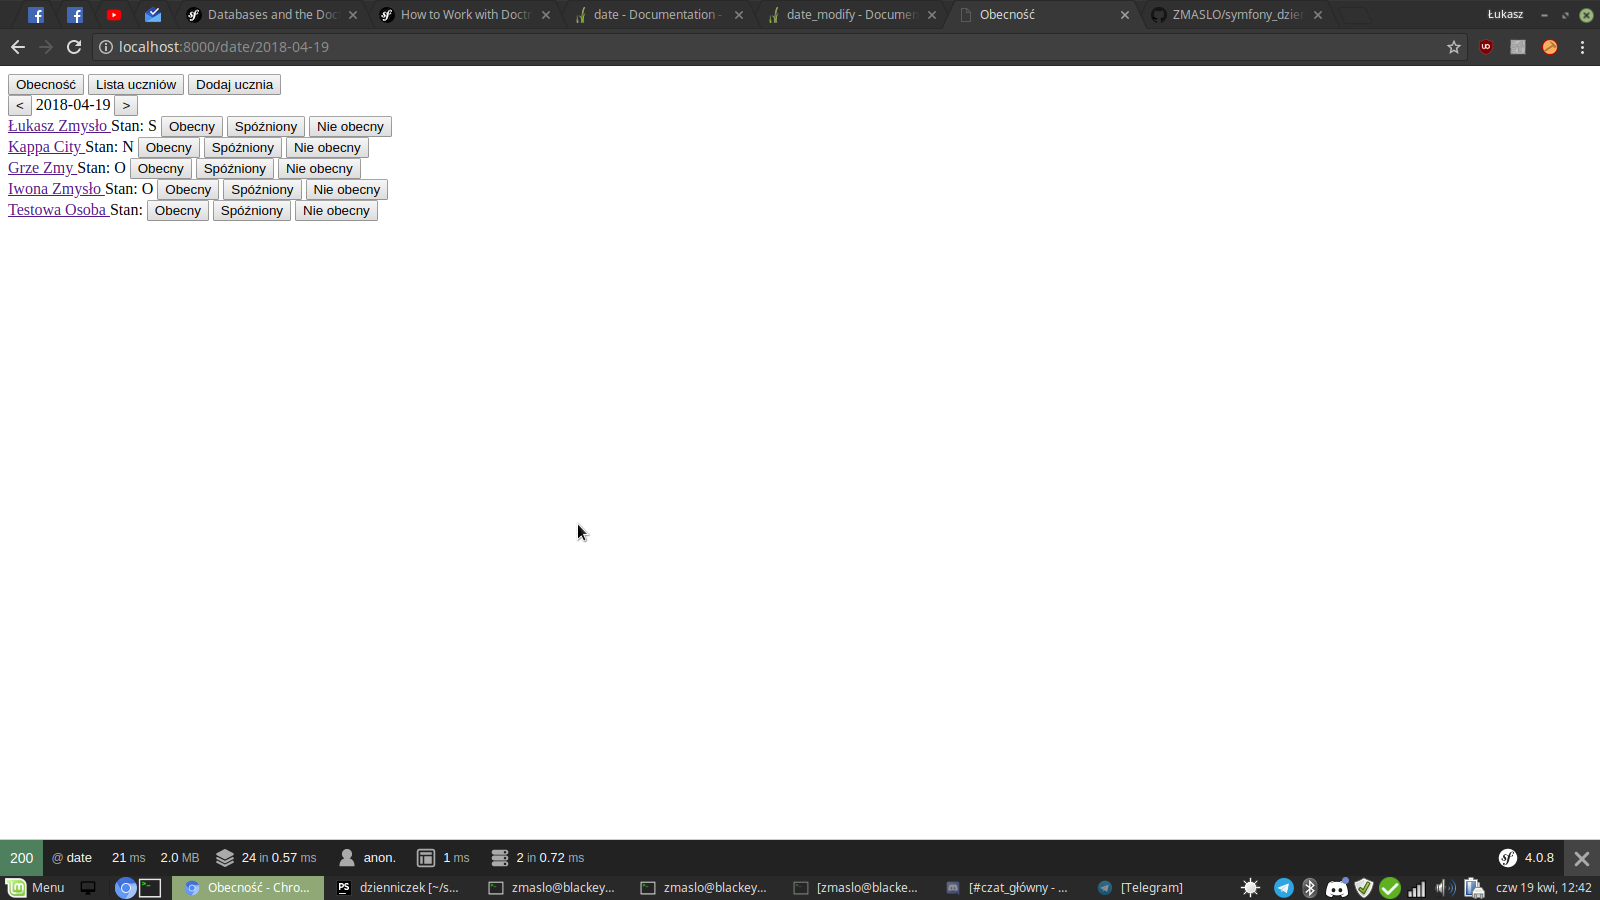 Databases and the Doc
How to Work with Doctr
date - Documentation -
date_modify - Documen
Obecność
ZMASLO/symfony_dzie
Łukasz
localhost:8000/date/2018-04-19
Obecność Lista uczniów Dodaj ucznia
< 2018-04-19 >
Łukasz Zmysło Stan: S Obecny Spóźniony Nie obecny
Kappa City Stan: N Obecny Spóźniony Nie obecny
Grze Zmy Stan: O Obecny Spóźniony Nie obecny
Iwona Zmysło Stan: O Obecny Spóźniony Nie obecny
Testowa Osoba Stan: Obecny Spóźniony Nie obecny
200 @ date 21 ms 2.0 MB 24 in 0.57 ms anon. 1 ms 2 in 0.72 ms 4.0.8
Menu Obecność - Chro... PS dzienniczek [~/s... zmaslo@blackey... zmaslo@blackey... [zmaslo@blacke... [#czat_główny - ... [Telegram] czw 19 kwi, 12:42